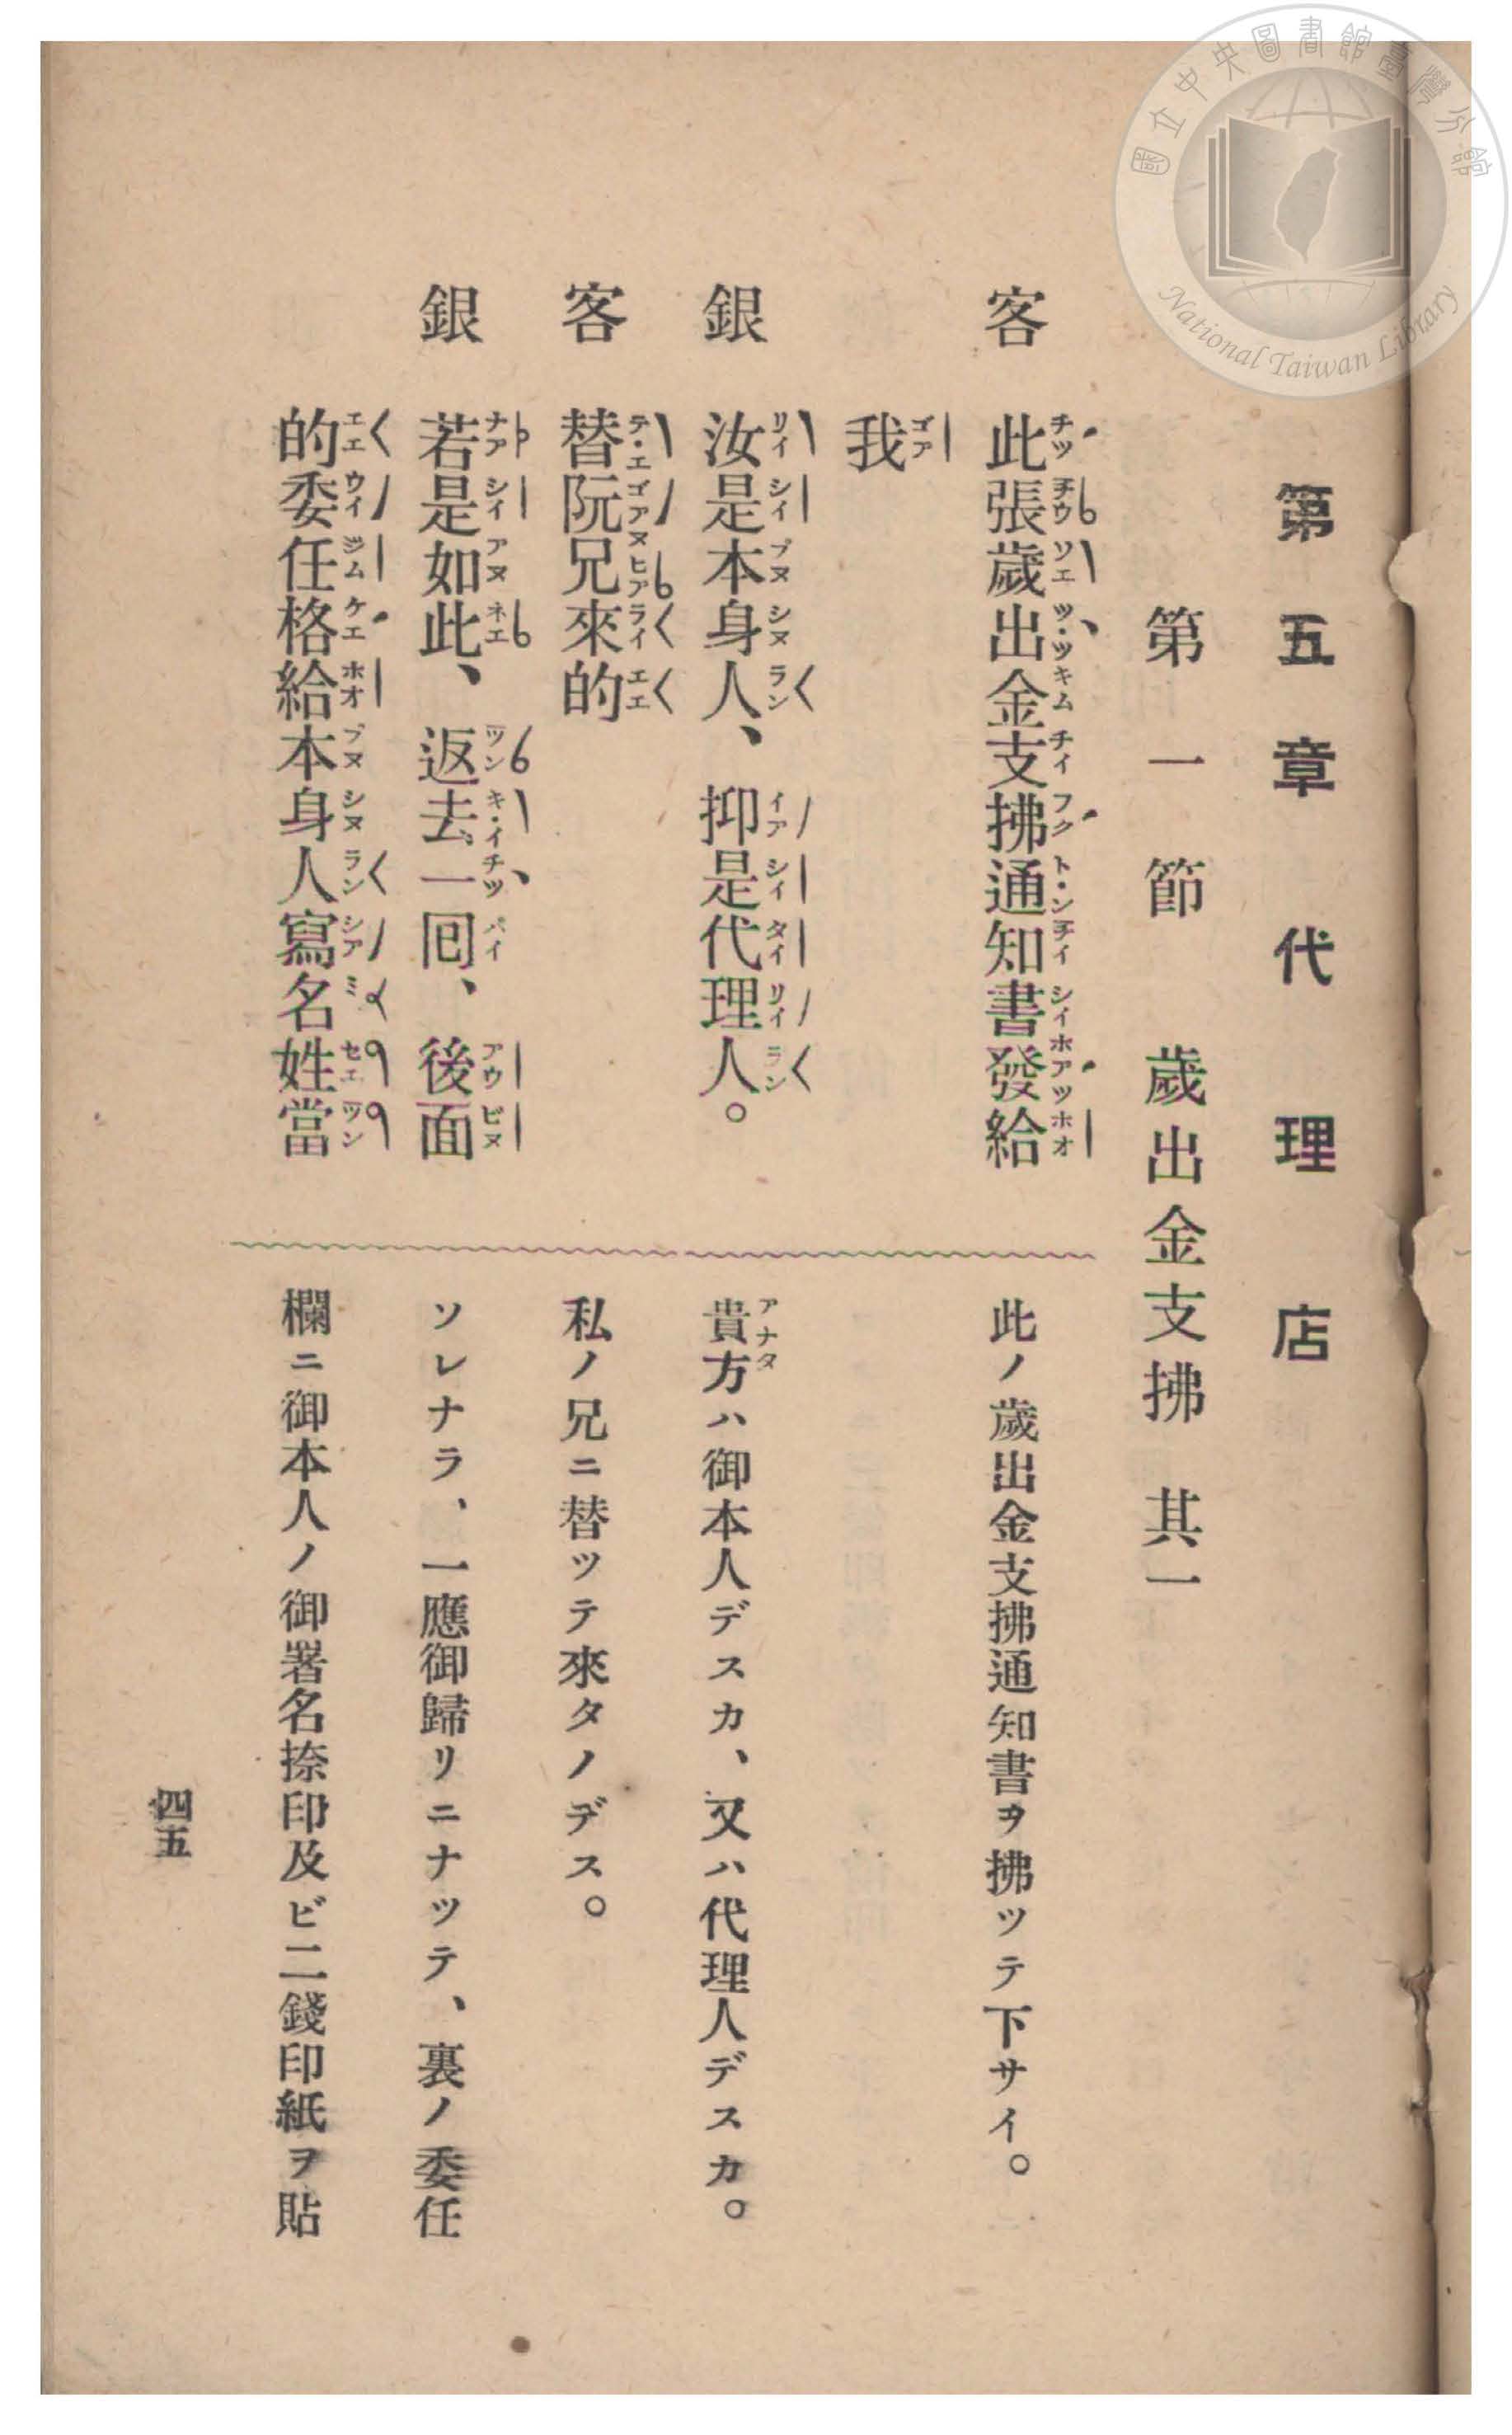 第五章　代理店
第一節　歲出金支拂　其一
客　此張歲出金支拂通知書發給
我
此ノ歲出金支拂通知書ヲ拂ツテ下サイ。
銀　汝是本身人、抑是代理人。
貴方ハ御本人デスカ、又ハ代理人デスカ。
客　替阮兄來的
私ノ兄ニ替ツテ來タノデス。
銀　若是如此、返去一囘、後面
的委任格給本身人寫名姓當
ソレナラ、一應御歸リニナツテ、裏ノ委任
欄ニ御本人ノ御署名捺印及ビ二錢印紙ヲ貼
四五
國立中央圖書館臺灣分館
National Taiwan Library